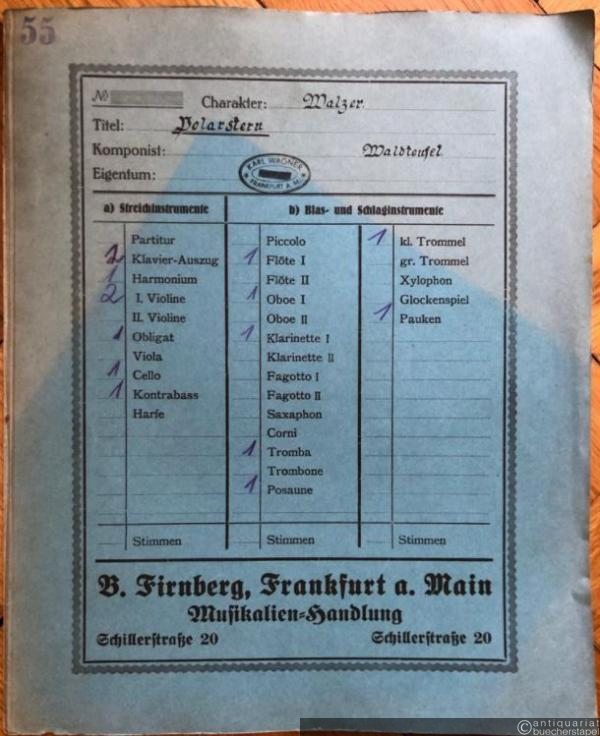 55
№
Charakter: Walzer.
Titel: Polarstern
Komponist: Waldteufel
Eigentum: KARL WAGNER FRANKFURT A. M.
a) Streichinstrumente b) Blas- und Schlaginstrumente
Partitur
2 Klavier-Auszug
1 Harmonium
2 I. Violine
II. Violine
1 Obligat
Viola
1 Cello
1 Kontrabass
Harfe
Stimmen
Piccolo
1 Flöte I
Flöte II
1 Oboe I
Oboe II
1 Klarinette I
Klarinette II
Fagotto I
Fagotto II
Saxaphon
Corni
1 Tromba
Trombone
1 Posaune
Stimmen
1 kl. Trommel
gr. Trommel
Xylophon
Glockenspiel
1 Pauken
Stimmen
B. Firnberg, Frankfurt a. Main
Musikalien-Handlung
Schillerstraße 20 Schillerstraße 20
antiquariat
buecherstapel